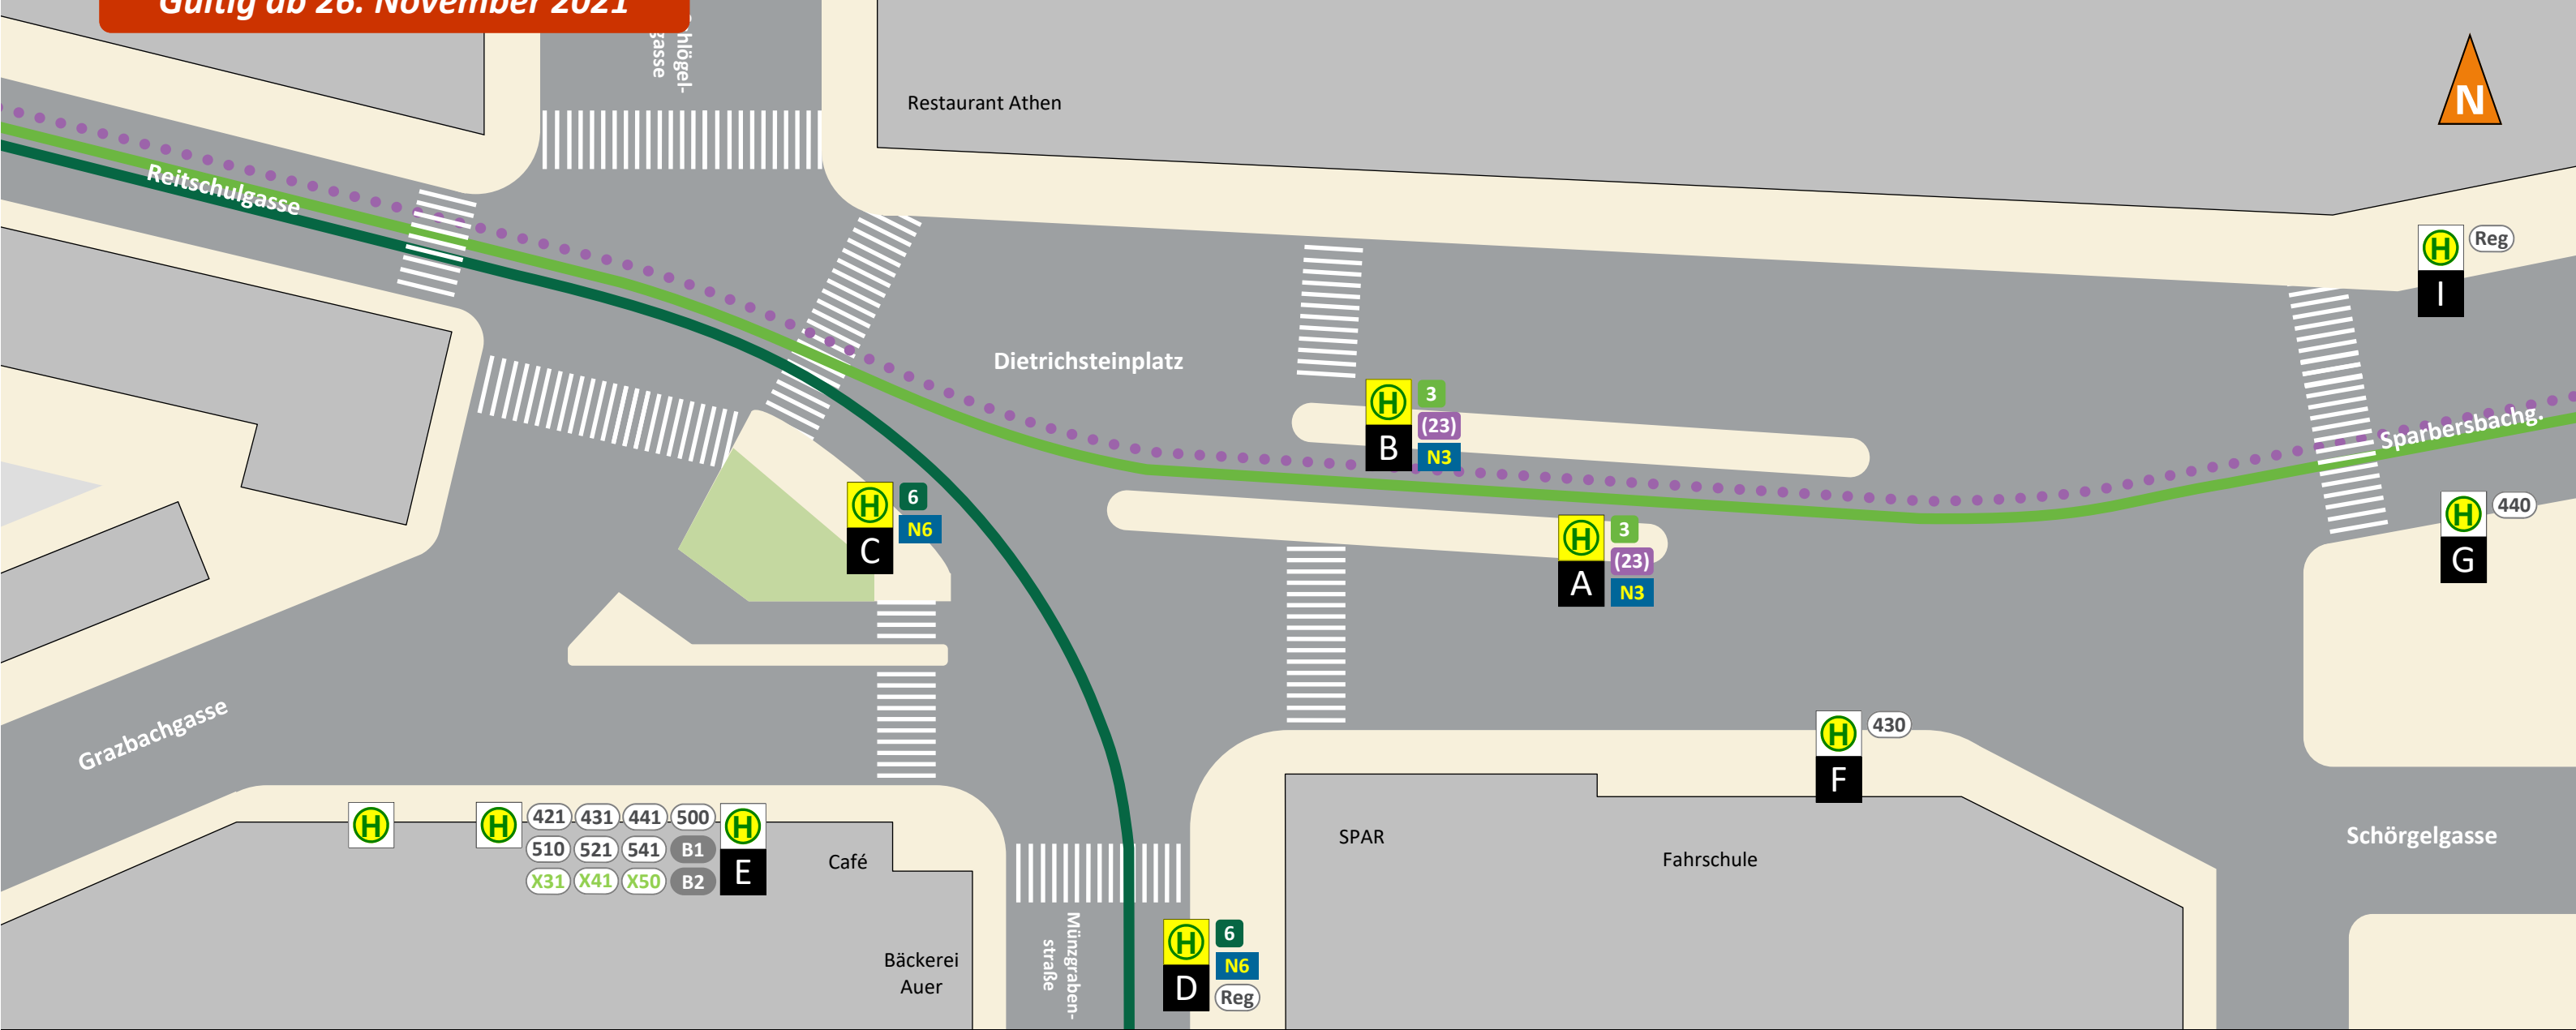 Gültig ab 26. November 2021
gasse
Restaurant Athen
N
Reitschulgasse
H
Reg
I
Dietrichsteinplatz
H
3
(23)
B
N3
Sparbersbachg.
H
6
N6
C
H
3
(23)
A
N3
H
440
G
Grazbachgasse
H
430
F
H
H
421 431 441 500
510 521 541 B1
X31 X41 X50 B2
H
E
Café
SPAR
Fahrschule
Schörgelgasse
Bäckerei
Auer
Münzgraben-
straße
H
6
N6
D
Reg